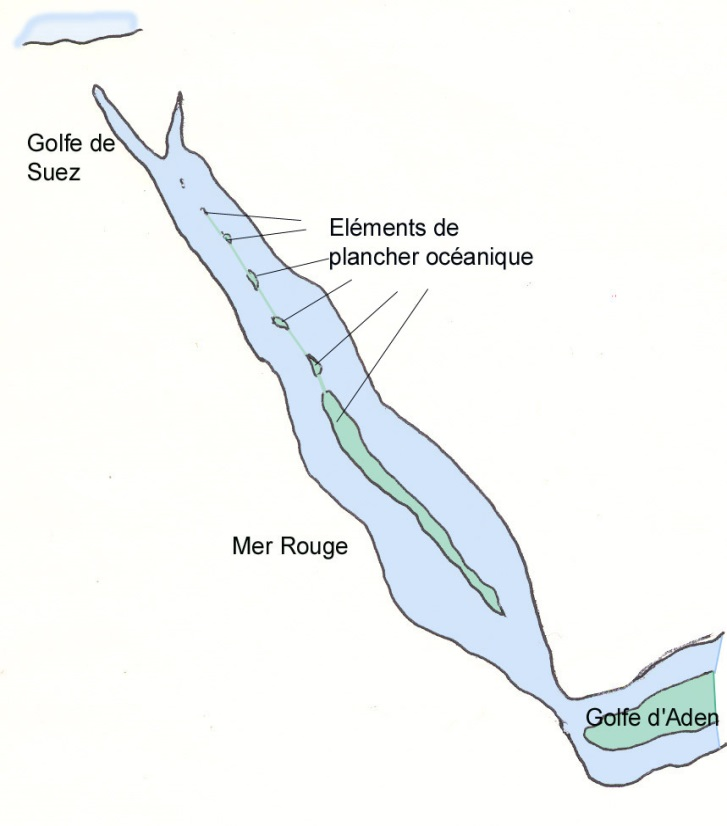 Golfe de
Suez
Eléments de
plancher océanique
Mer Rouge
Golfe d'Aden